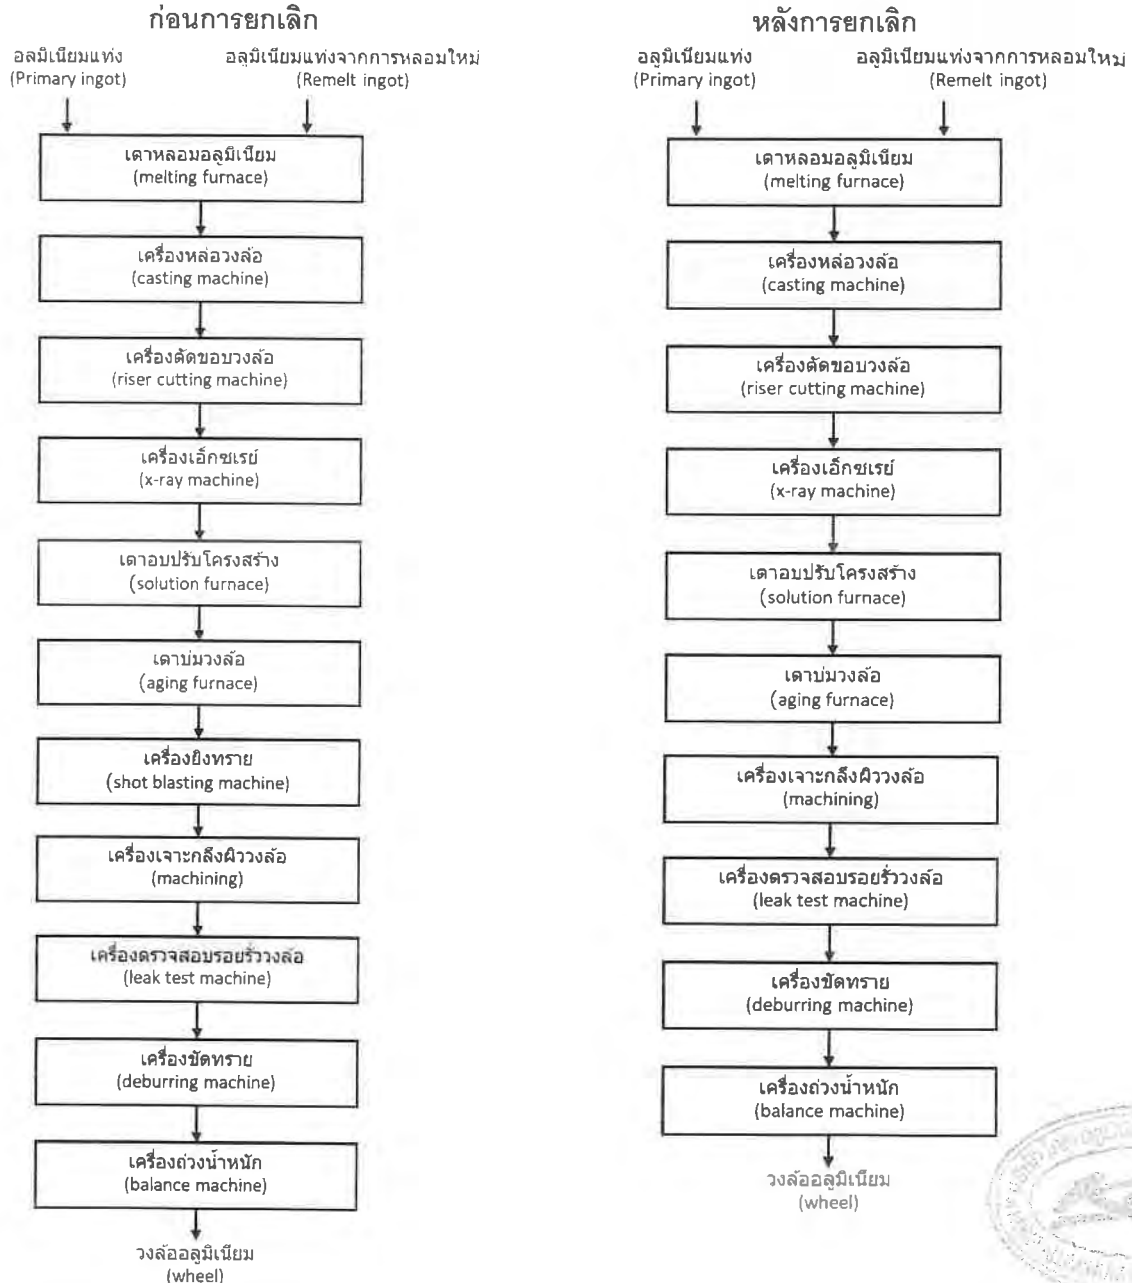 ก่อนการยกเลิก
อลูมิเนียมแท่ง
(Primary ingot)
อลูมิเนียมแท่งจากการหลอมใหม่
(Remelt ingot)
เตาหลอมอลูมิเนียม
(melting furnace)
เครื่องหล่อวงล้อ
(casting machine)
เครื่องตัดขอบวงล้อ
(riser cutting machine)
เครื่องเอ็กซเรย์
(x-ray machine)
เตาอบปรับโครงสร้าง
(solution furnace)
เตาบ่มวงล้อ
(aging furnace)
เครื่องยิงทราย
(shot blasting machine)
เครื่องเจาะกลึงผิววงล้อ
(machining)
เครื่องตรวจสอบรอยรั่ววงล้อ
(leak test machine)
เครื่องขัดทราย
(deburring machine)
เครื่องถ่วงน้ำหนัก
(balance machine)
วงล้ออลูมิเนียม
(wheel)
หลังการยกเลิก
อลูมิเนียมแท่ง
(Primary ingot)
อลูมิเนียมแท่งจากการหลอมใหม่
(Remelt ingot)
เตาหลอมอลูมิเนียม
(melting furnace)
เครื่องหล่อวงล้อ
(casting machine)
เครื่องตัดขอบวงล้อ
(riser cutting machine)
เครื่องเอ็กซเรย์
(x-ray machine)
เตาอบปรับโครงสร้าง
(solution furnace)
เตาบ่มวงล้อ
(aging furnace)
เครื่องเจาะกลึงผิววงล้อ
(machining)
เครื่องตรวจสอบรอยรั่ววงล้อ
(leak test machine)
เครื่องขัดทราย
(deburring machine)
เครื่องถ่วงน้ำหนัก
(balance machine)
วงล้ออลูมิเนียม
(wheel)